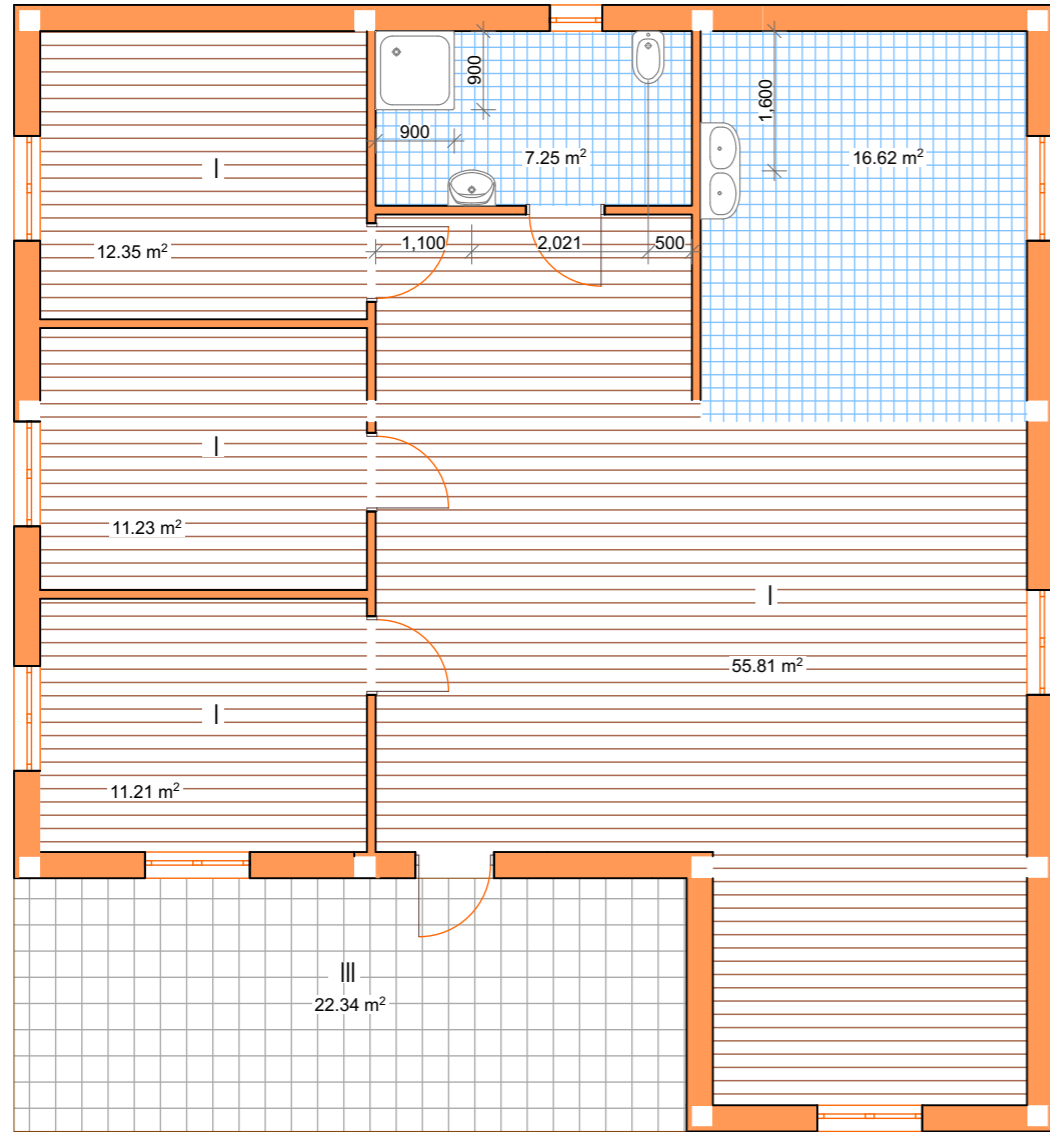 900
1,600
900
7.25 m²
16.62 m²
I
12.35 m²
1,100
2,021
500
I
11.23 m²
I
55.81 m²
I
11.21 m²
III
22.34 m²